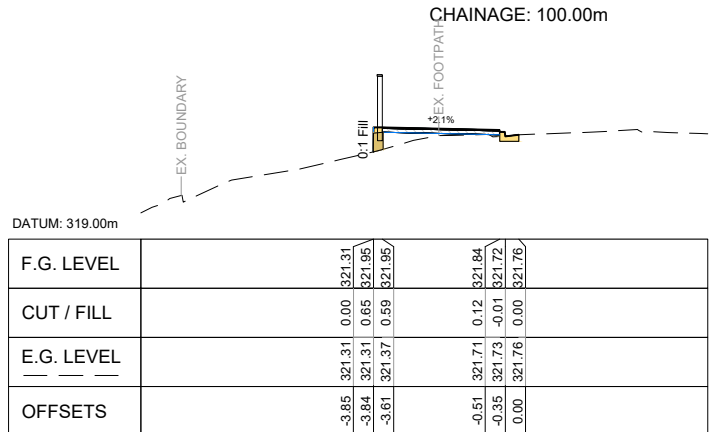 CHAINAGE: 100.00m
EX. BOUNDARY
EX. FOOTPATH
+2.1%
0:1 Fill
DATUM: 319.00m
F.G. LEVEL 321.31 321.95 321.95 321.84 321.72 321.76
CUT / FILL 0.00 0.65 0.59 0.12 -0.01 0.00
E.G. LEVEL 321.31 321.31 321.37 321.71 321.73 321.76
OFFSETS -3.85 -3.84 -3.61 -0.51 -0.35 0.00